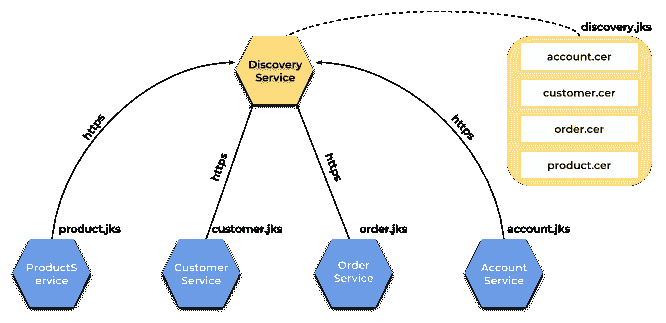 discovery.jks
Discovery
Service
account.cer
customer.cer
order.cer
product.cer
https
https
https
https
product.jks
customer.jks
order.jks
account.jks
ProductS
ervice
Customer
Service
Order
Service
Account
Service